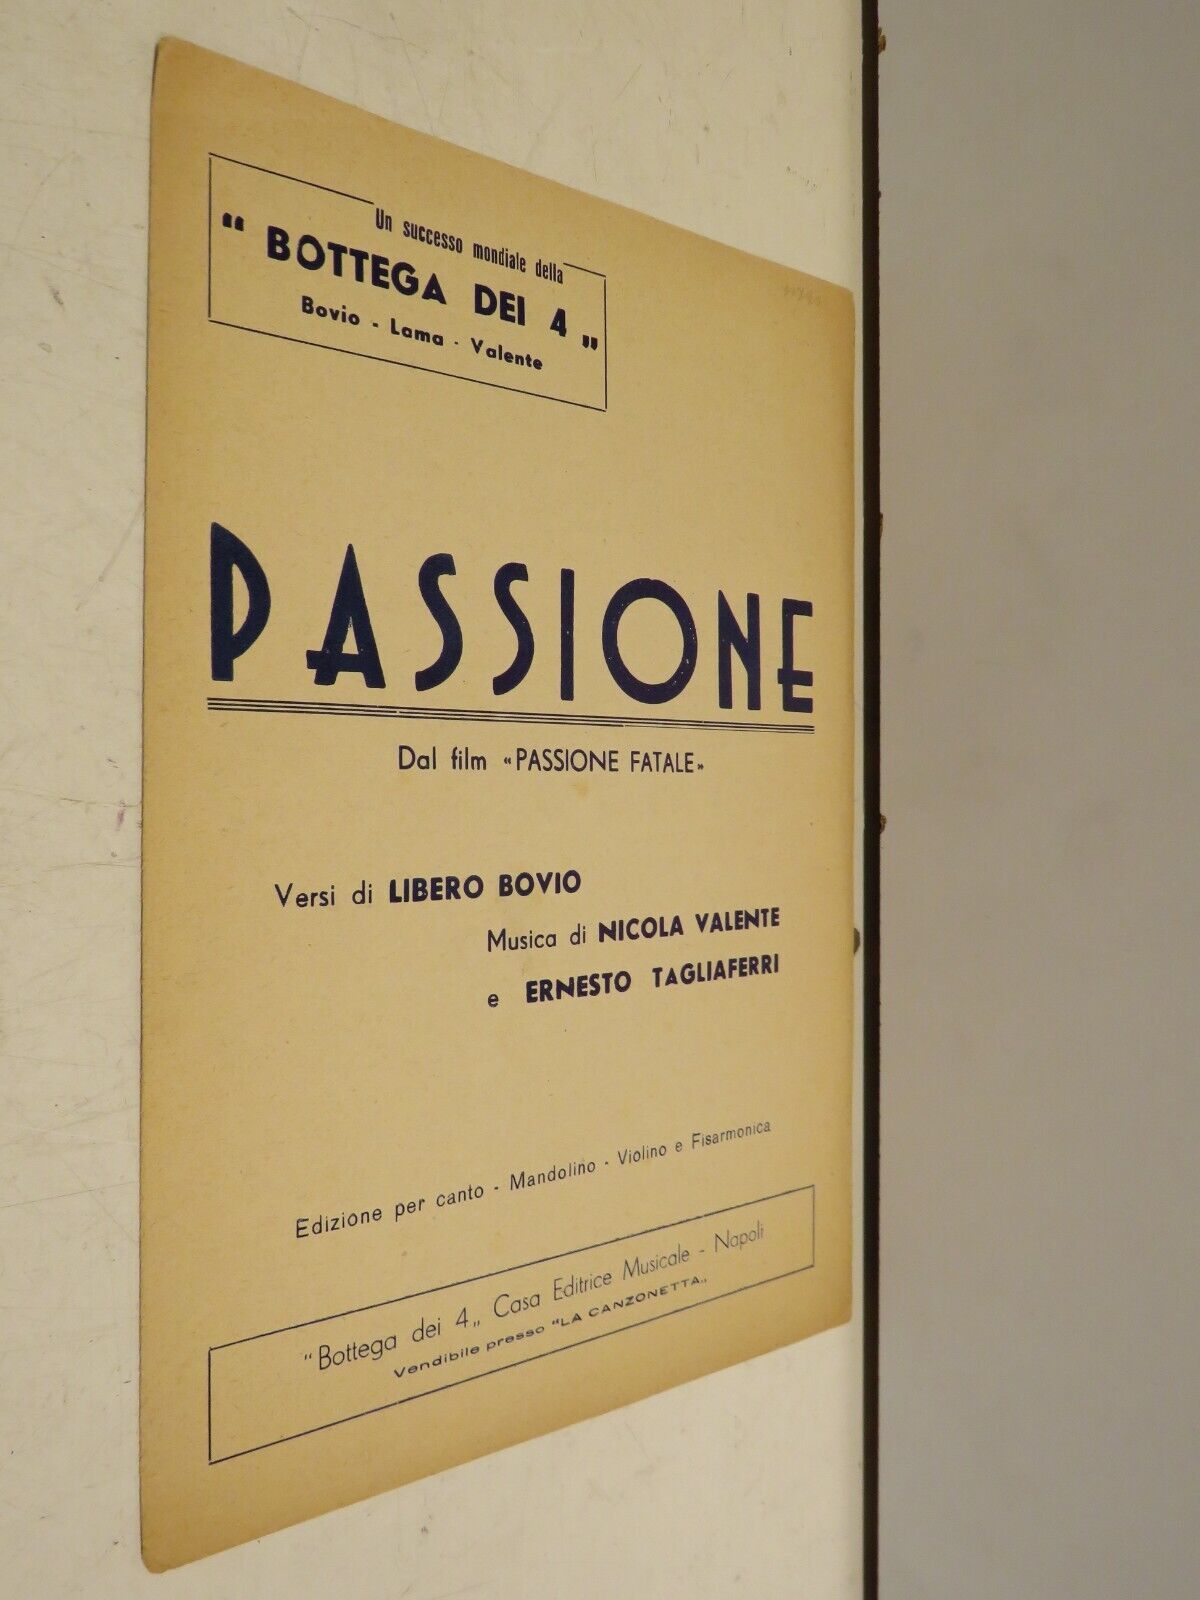 Un successo mondiale della
“ BOTTEGA DEI 4 „
Bovio - Lama - Valente
PASSIONE
Dal film «PASSIONE FATALE»
Versi di LIBERO BOVIO
Musica di NICOLA VALENTE
e ERNESTO TAGLIAFERRI
Edizione per canto - Mandolino - Violino e Fisarmonica
“Bottega dei 4„ Casa Editrice Musicale - Napoli
Vendibile presso “LA CANZONETTA„